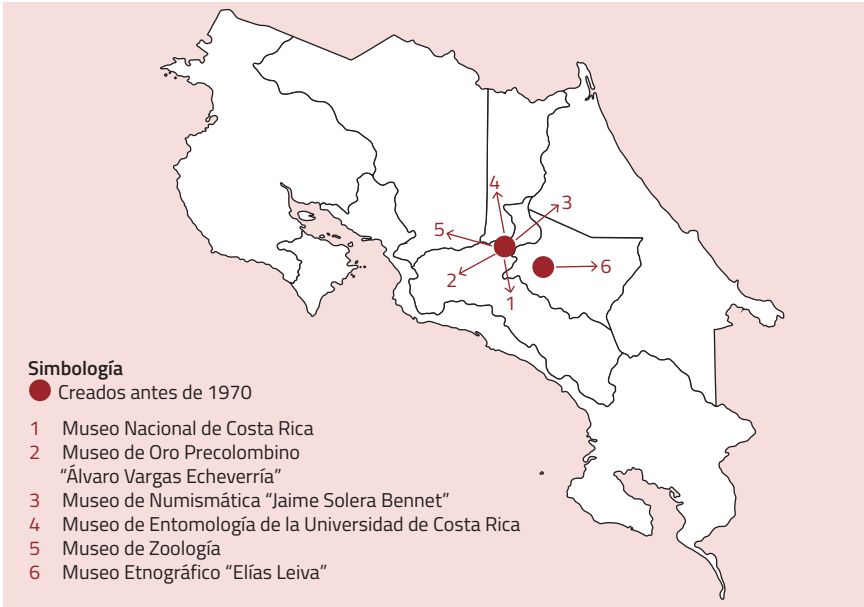 4
3
5
2
6
1
Simbología
Creados antes de 1970
1 Museo Nacional de Costa Rica
2 Museo de Oro Precolombino
“Álvaro Vargas Echeverría”
3 Museo de Numismática “Jaime Solera Bennet”
4 Museo de Entomología de la Universidad de Costa Rica
5 Museo de Zoología
6 Museo Etnográfico “Elías Leiva”